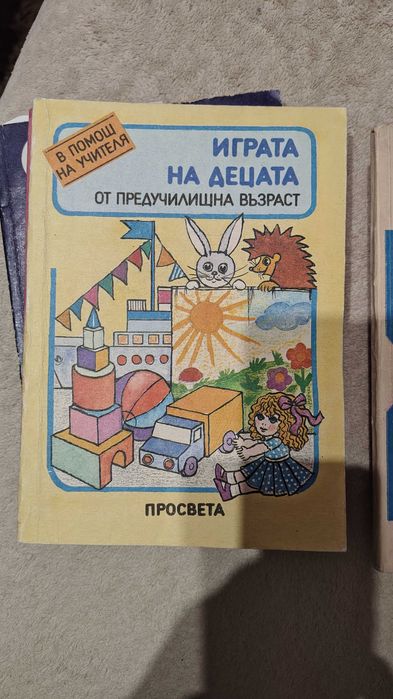 В ПОМОЩ
НА УЧИТЕЛЯ
ИГРАТА
НА ДЕЦАТА
ОТ ПРЕДУЧИЛИЩНА ВЪЗРАСТ
ПРОСВЕТА